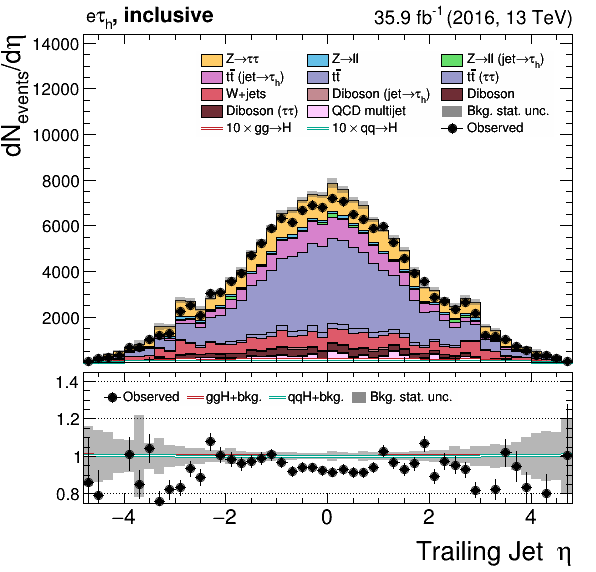 eτh, inclusive 35.9 fb-1 (2016, 13 TeV)
dNevents/dη
14000
12000
10000
8000
6000
4000
2000
Z→ττ Z→ll Z→ll (jet→τh)
tt̄ (jet→τh) tt̄ tt̄ (ττ)
W+jets Diboson (jet→τh) Diboson
Diboson (ττ) QCD multijet Bkg. stat. unc.
10 × gg→H 10 × qq→H Observed
1.4
1.2
1
0.8
Observed ggH+bkg. qqH+bkg. Bkg. stat. unc.
−4 −2 0 2 4
Trailing Jet η